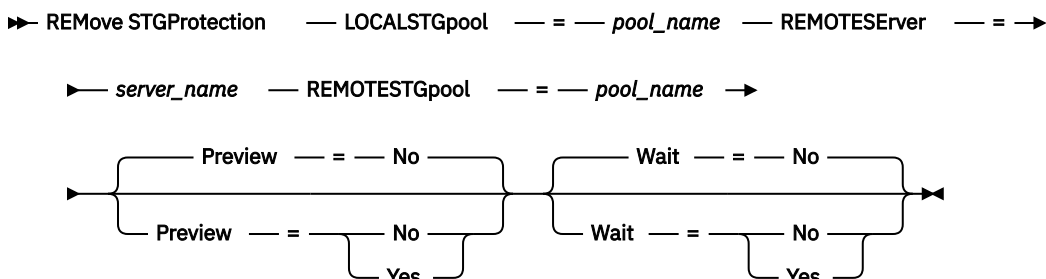 REMove STGProtection LOCALSTGpool = pool_name REMOTESErver =
server_name REMOTESTGpool = pool_name
Preview = No Wait = No
Preview = No Wait = No
Yes Yes